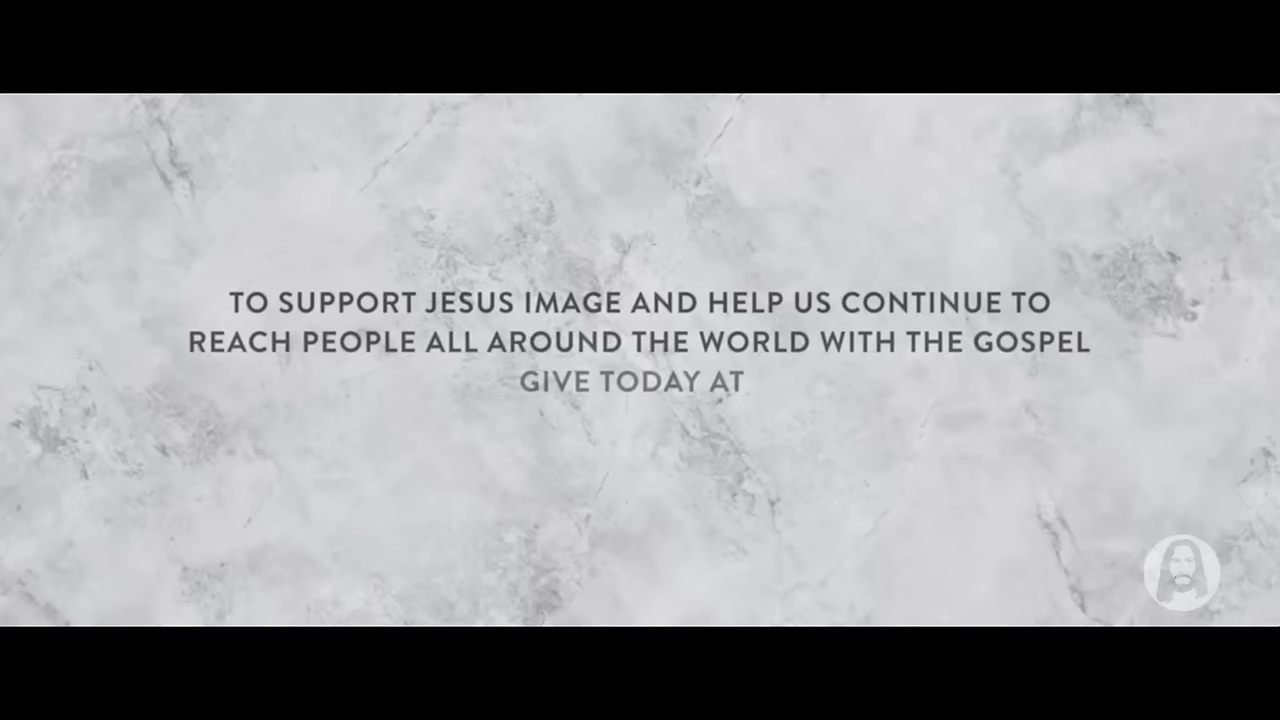 TO SUPPORT JESUS IMAGE AND HELP US CONTINUE TO
REACH PEOPLE ALL AROUND THE WORLD WITH THE GOSPEL
GIVE TODAY AT